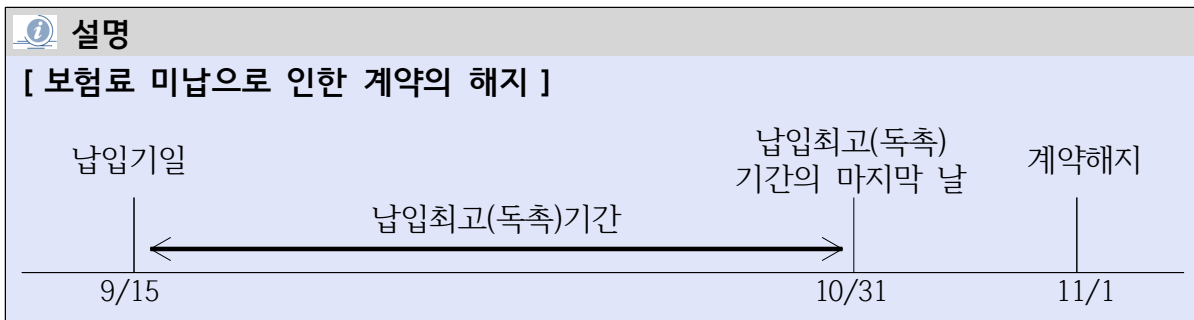 설명
[ 보험료 미납으로 인한 계약의 해지 ]
납입기일
납입최고(독촉)
기간의 마지막 날
계약해지
납입최고(독촉)기간
9/15
10/31
11/1